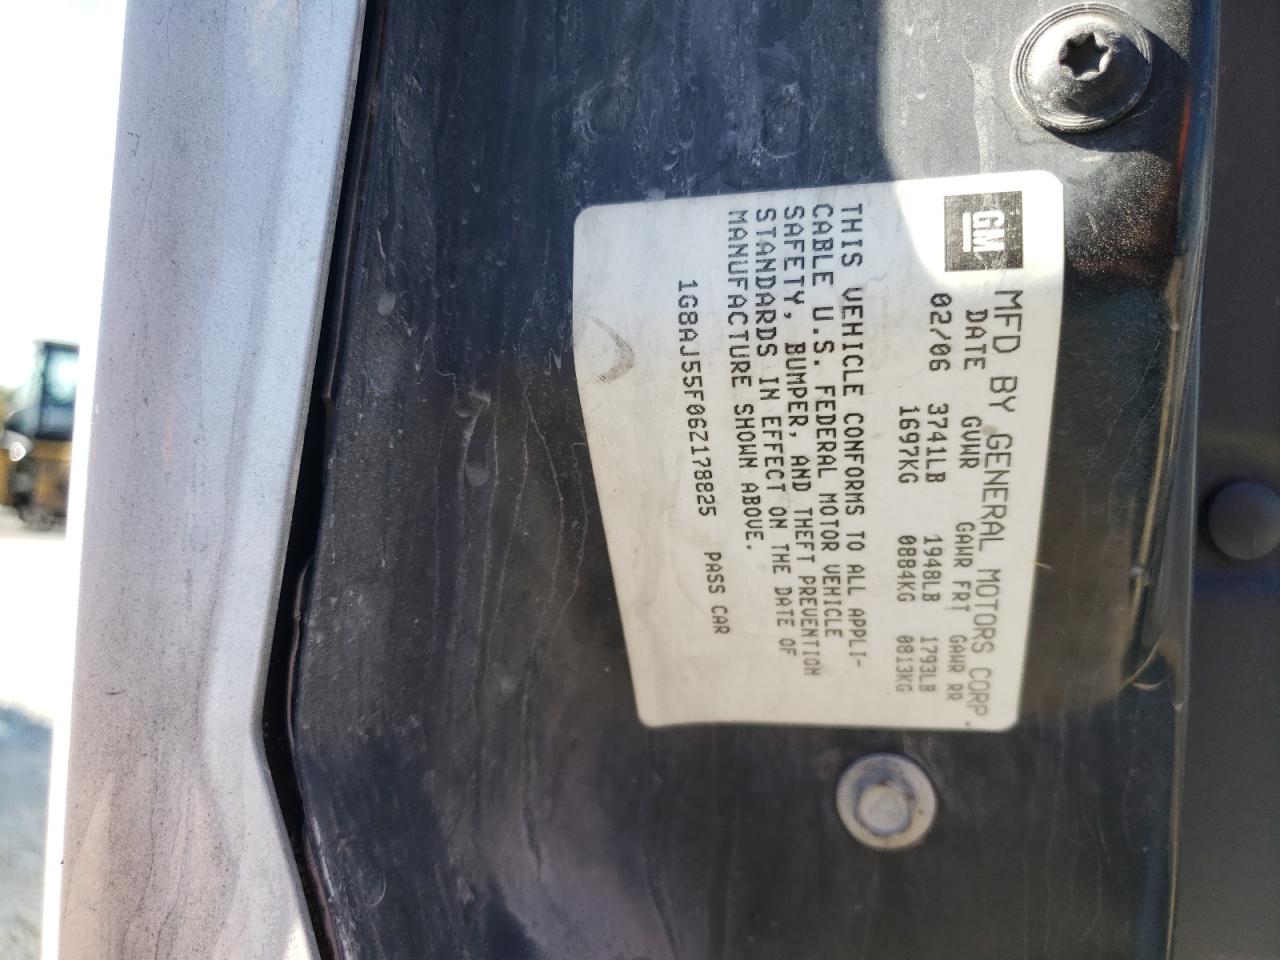 GM
MFD BY GENERAL MOTORS CORP.
DATE GVWR GAWR FRT GAWR RR
02/06 3741LB 1948LB 1793LB
1697KG 0884KG 0813KG
THIS VEHICLE CONFORMS TO ALL APPLI-
CABLE U.S. FEDERAL MOTOR VEHICLE
SAFETY, BUMPER, AND THEFT PREVENTION
STANDARDS IN EFFECT ON THE DATE OF
MANUFACTURE SHOWN ABOVE.
1G8AJ55F06Z178825 PASS CAR